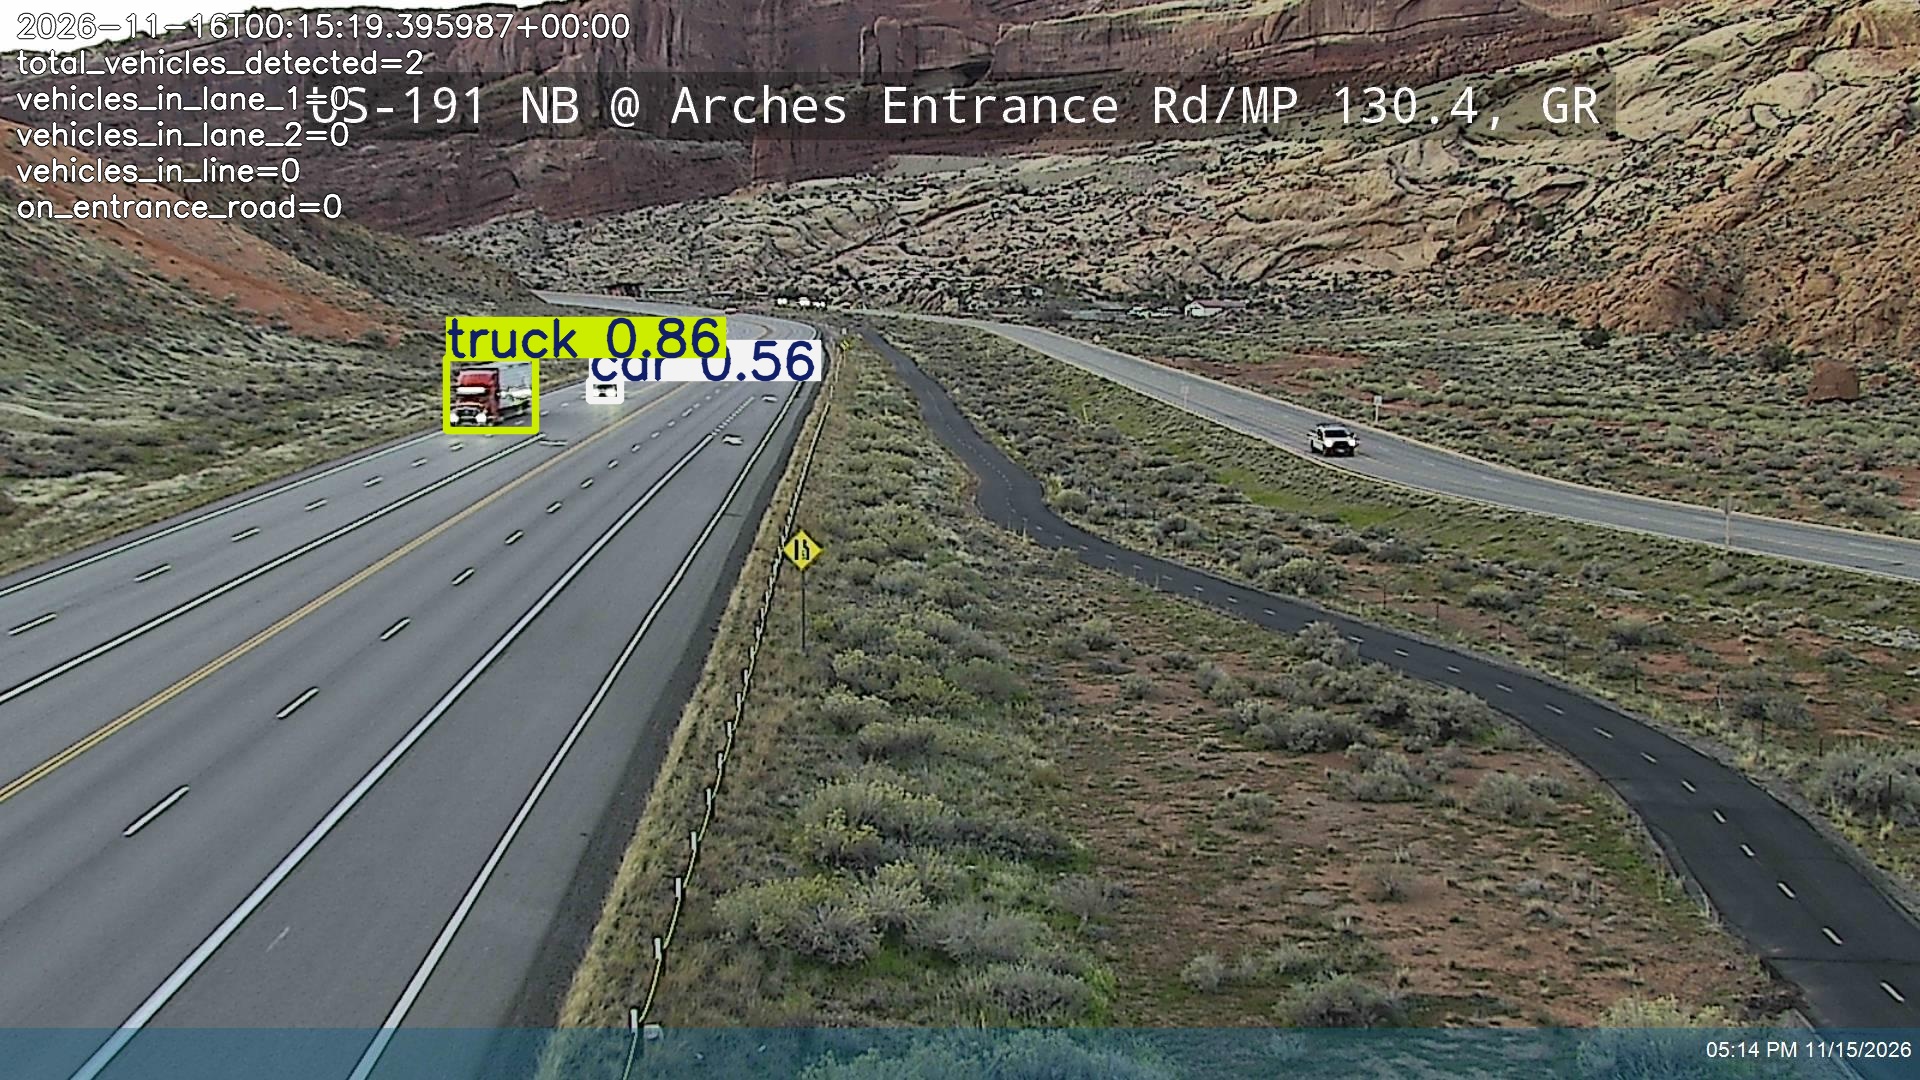 2026-11-16T00:15:19.395987+00:00
total_vehicles_detected=2
vehicles_in_lane_1=0
US-191 NB @ Arches Entrance Rd/MP 130.4, GR
vehicles_in_lane_2=0
vehicles_in_line=0
on_entrance_road=0
truck 0.86
car 0.56
05:14 PM 11/15/2026